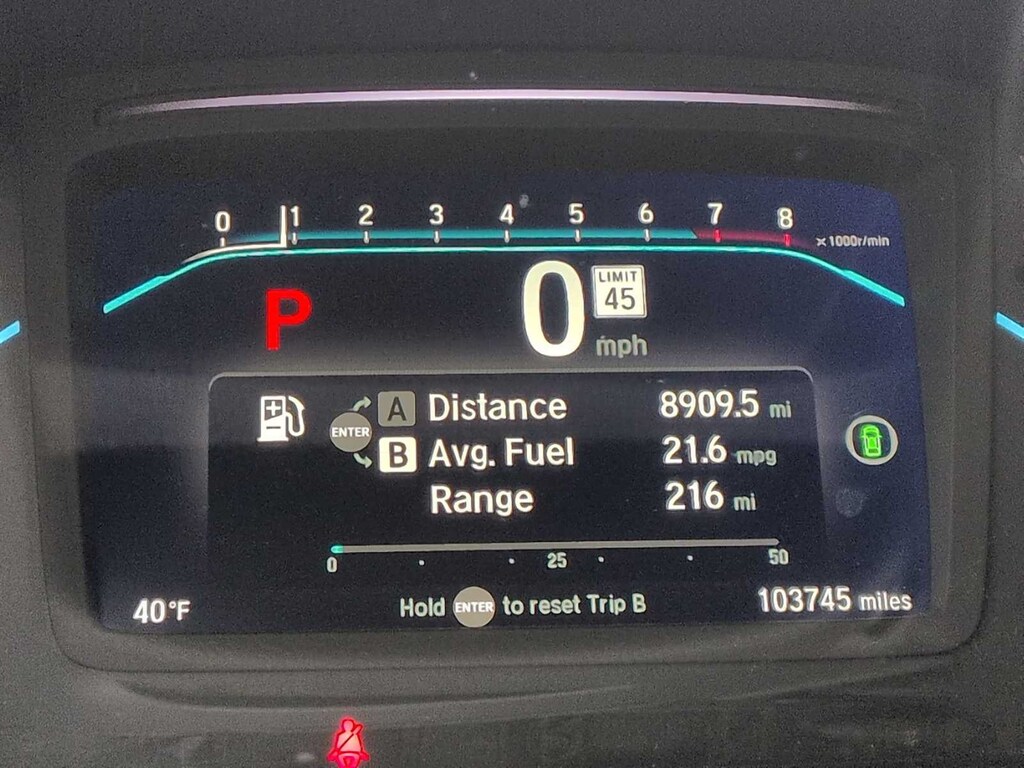 0 1 2 3 4 5 6 7 8
×1000r/min
P
0 mph
LIMIT
45
A Distance 8909.5 mi
ENTER
B Avg. Fuel 21.6 mpg
Range 216 mi
0 25 50
40°F
Hold ENTER to reset Trip B
103745 miles